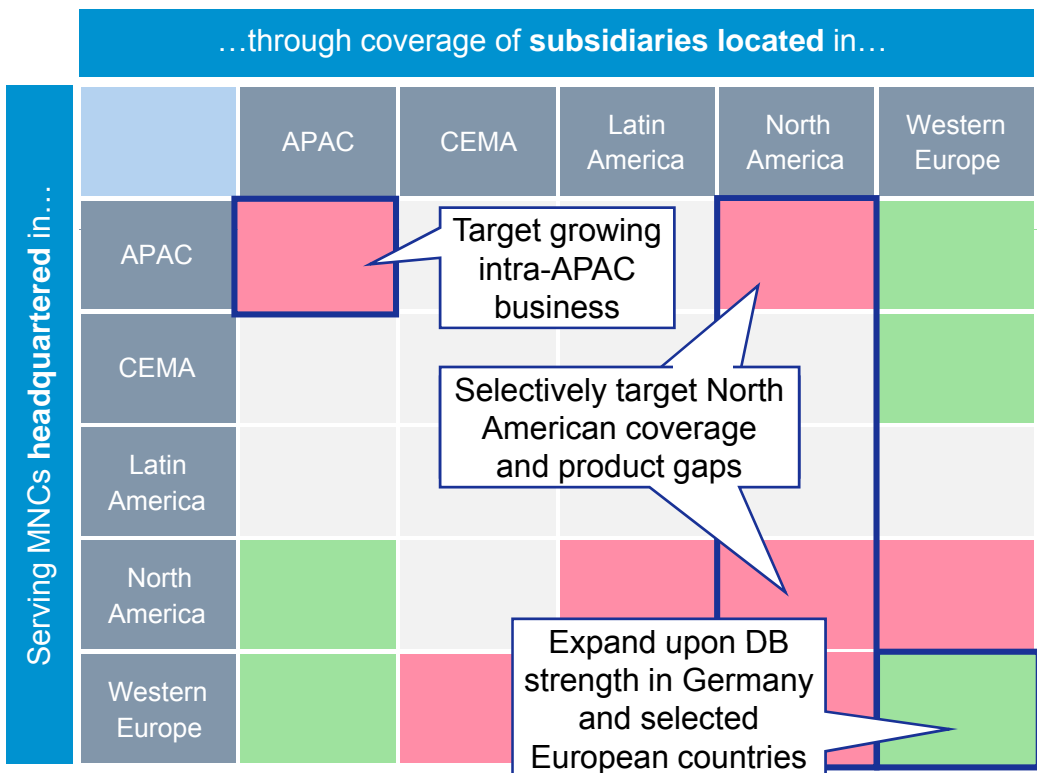 …through coverage of subsidiaries located in…
Serving MNCs headquartered in…
APAC
CEMA
Latin
America
North
America
Western
Europe
APAC
Target growing
intra-APAC
business
CEMA
Selectively target North
American coverage
and product gaps
Latin
America
North
America
Western
Europe
Expand upon DB
strength in Germany
and selected
European countries